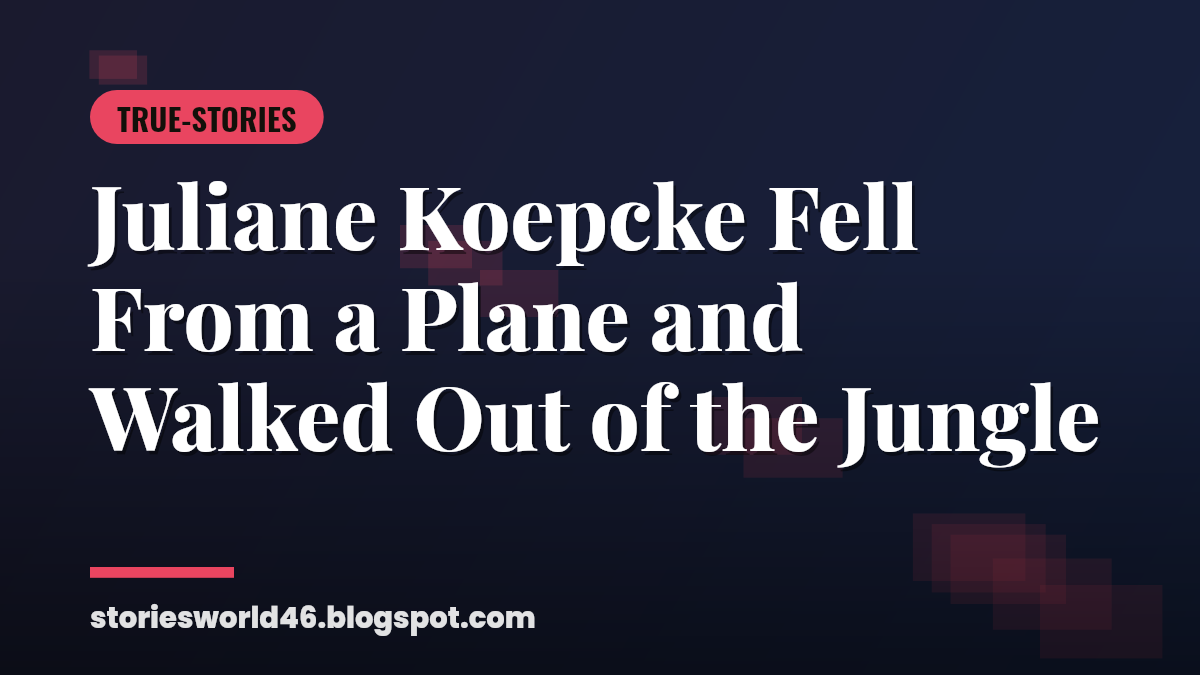 TRUE-STORIES
Juliane Koepcke Fell
From a Plane and
Walked Out of the Jungle
storiesworld46.blogspot.com